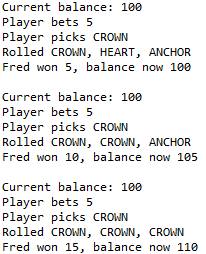 Current balance: 100
Player bets 5
Player picks CROWN
Rolled CROWN, HEART, ANCHOR
Fred won 5, balance now 100

Current balance: 100
Player bets 5
Player picks CROWN
Rolled CROWN, CROWN, ANCHOR
Fred won 10, balance now 105

Current balance: 100
Player bets 5
Player picks CROWN
Rolled CROWN, CROWN, CROWN
Fred won 15, balance now 110